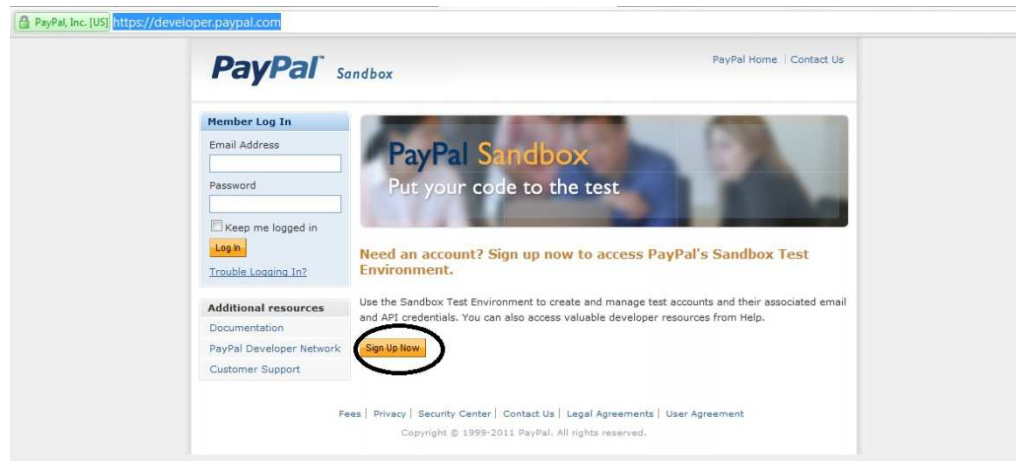 PayPal, Inc. [US] https://developer.paypal.com
PayPal™ Sandbox
PayPal Home | Contact Us
Member Log In
Email Address
Password
Keep me logged in
Log In
Trouble Logging In?
Additional resources
Documentation
PayPal Developer Network
Customer Support
PayPal Sandbox
Put your code to the test
Need an account? Sign up now to access PayPal's Sandbox Test
Environment.
Use the Sandbox Test Environment to create and manage test accounts and their associated email
and API credentials. You can also access valuable developer resources from Help.
Sign Up Now
Fees | Privacy | Security Center | Contact Us | Legal Agreements | User Agreement
Copyright © 1999-2011 PayPal. All rights reserved.